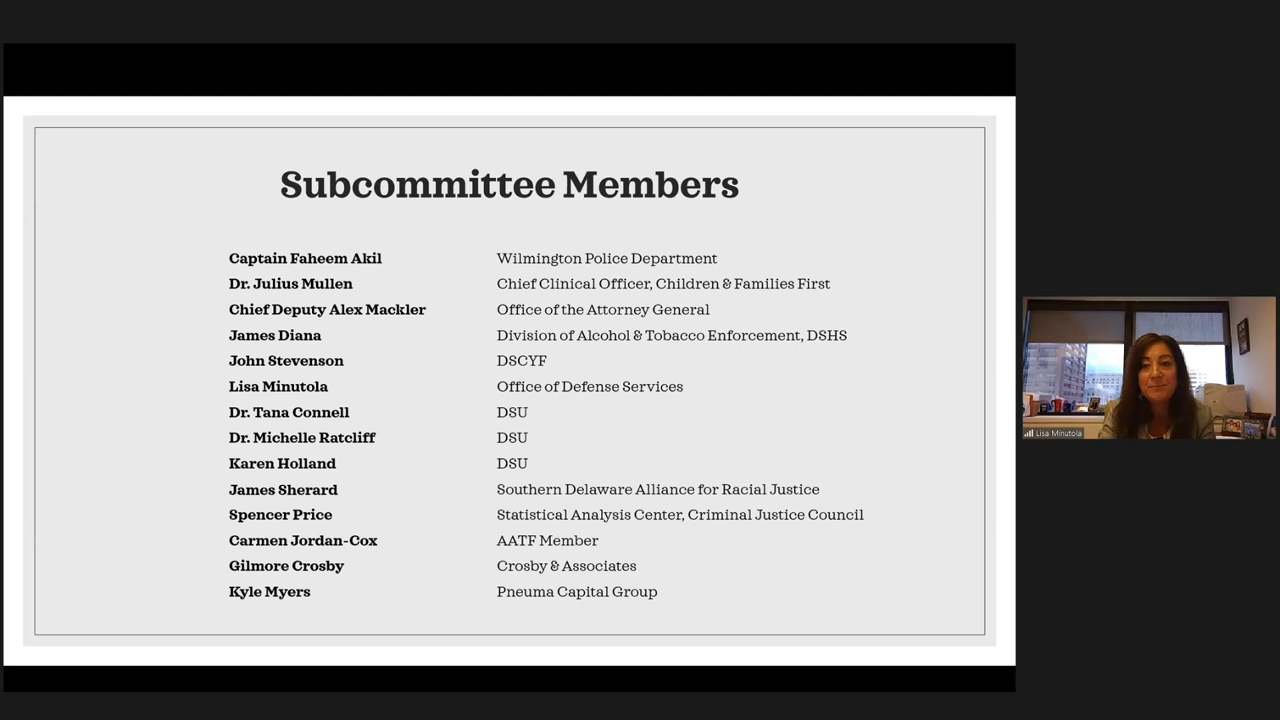 Subcommittee Members
Captain Faheem Akil Wilmington Police Department
Dr. Julius Mullen Chief Clinical Officer, Children & Families First
Chief Deputy Alex Mackler Office of the Attorney General
James Diana Division of Alcohol & Tobacco Enforcement, DSHS
John Stevenson DSCYF
Lisa Minutola Office of Defense Services
Dr. Tana Connell DSU
Dr. Michelle Ratcliff DSU
Karen Holland DSU
James Sherard Southern Delaware Alliance for Racial Justice
Spencer Price Statistical Analysis Center, Criminal Justice Council
Carmen Jordan-Cox AATF Member
Gilmore Crosby Crosby & Associates
Kyle Myers Pneuma Capital Group
Lisa Minutola